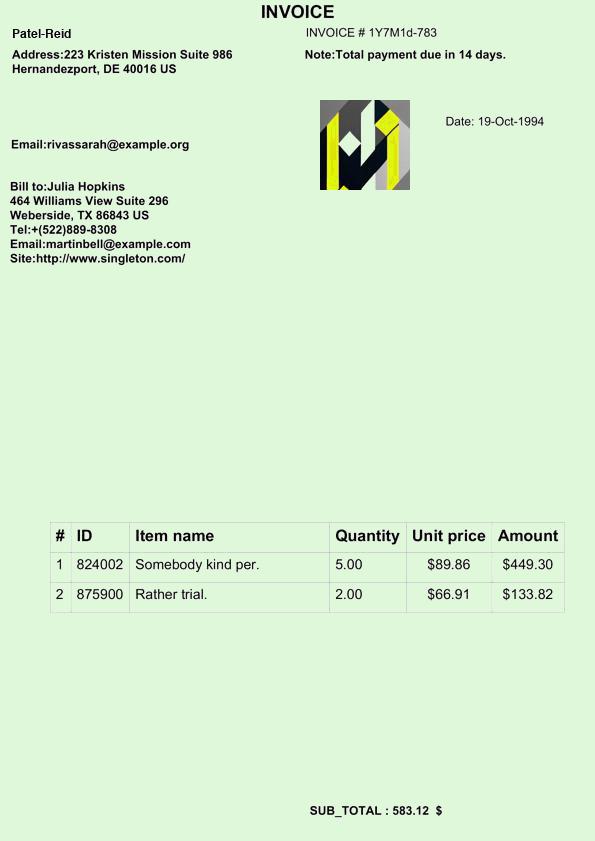 INVOICE
Patel-Reid
INVOICE # 1Y7M1d-783
Address:223 Kristen Mission Suite 986
Hernandezport, DE 40016 US
Note:Total payment due in 14 days.
Date: 19-Oct-1994
Email:rivassarah@example.org
Bill to:Julia Hopkins
464 Williams View Suite 296
Weberside, TX 86843 US
Tel:+(522)889-8308
Email:martinbell@example.com
Site:http://www.singleton.com/
# ID Item name Quantity Unit price Amount
1 824002 Somebody kind per. 5.00 $89.86 $449.30
2 875900 Rather trial. 2.00 $66.91 $133.82
SUB_TOTAL : 583.12 $